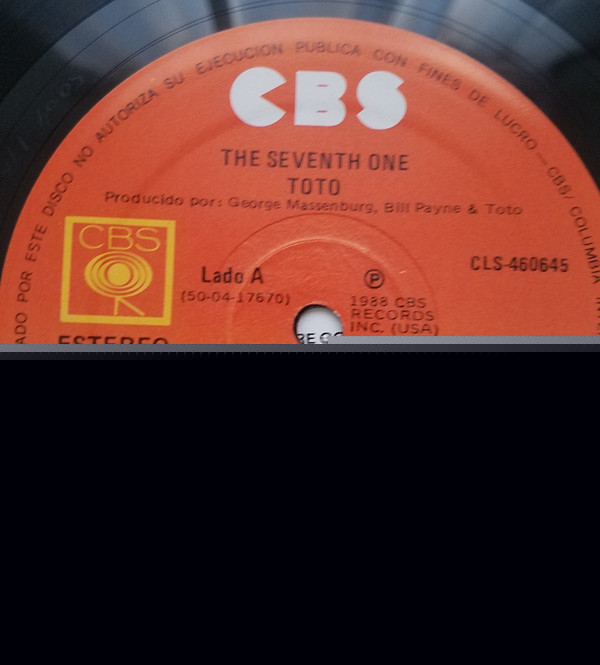 ADO POR ESTE DISCO NO AUTORIZA SU EJECUCION PUBLICA CON FINES DE LUCRO — CBS/ COLUMBIA
CBS
THE SEVENTH ONE
TOTO
Producido por: George Massenburg, Bill Payne & Toto
CBS
Lado A
(50-04-17670)
CLS-460645
℗
1988 CBS
RECORDS
INC. (USA)
ESTEREO